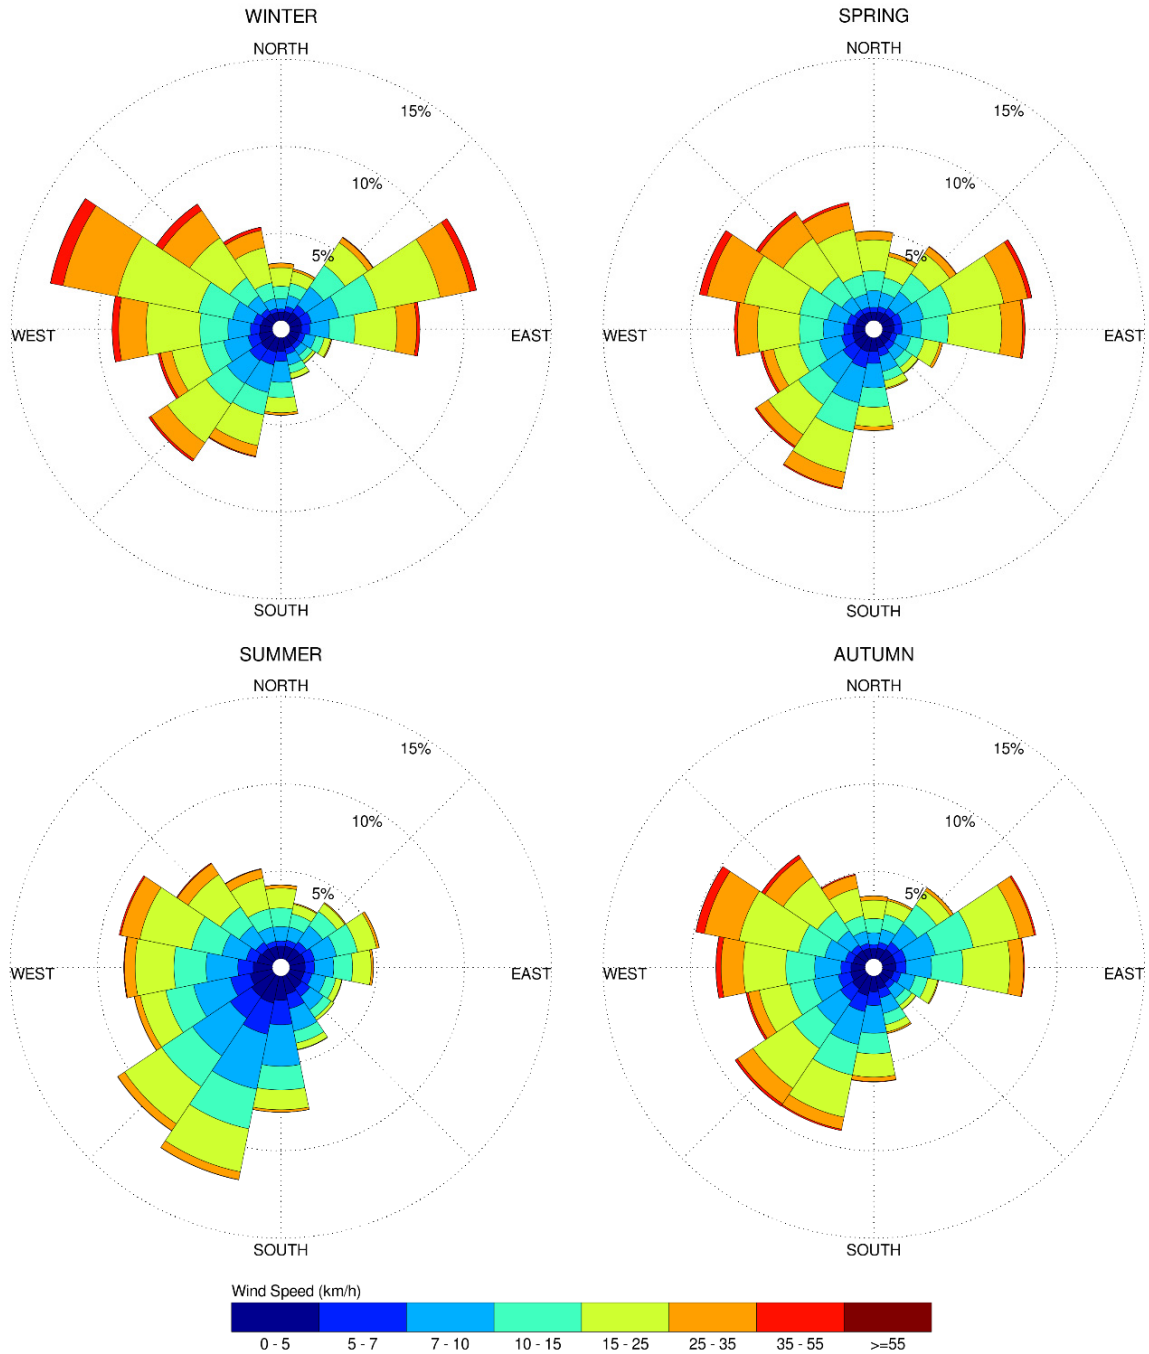 WINTER
SPRING
NORTH
NORTH
15%
15%
10%
10%
5%
5%
WEST
EAST
WEST
EAST
SOUTH
SOUTH
SUMMER
AUTUMN
NORTH
NORTH
15%
15%
10%
10%
5%
5%
WEST
EAST
WEST
EAST
SOUTH
SOUTH
Wind Speed (km/h)
0 - 5
5 - 7
7 - 10
10 - 15
15 - 25
25 - 35
35 - 55
>=55